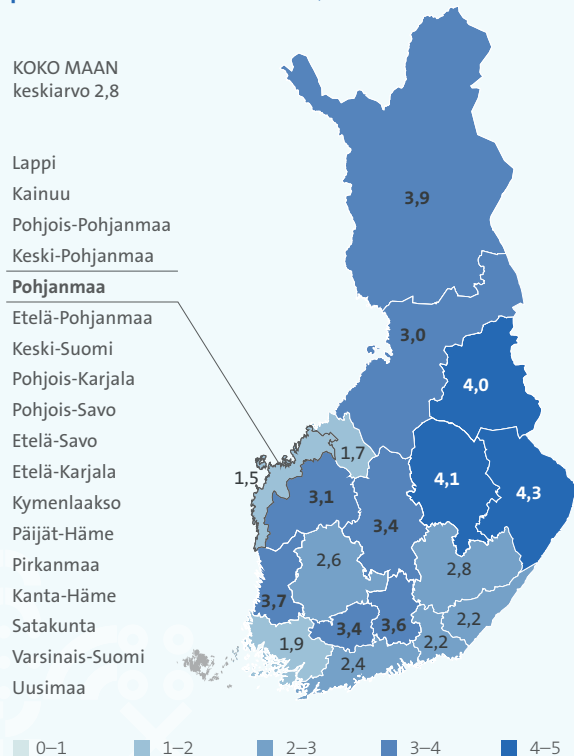 KOKO MAAN
keskiarvo 2,8
Lappi
Kainuu
Pohjois-Pohjanmaa
Keski-Pohjanmaa
Pohjanmaa
Etelä-Pohjanmaa
Keski-Suomi
Pohjois-Karjala
Pohjois-Savo
Etelä-Savo
Etelä-Karjala
Kymenlaakso
Päijät-Häme
Pirkanmaa
Kanta-Häme
Satakunta
Varsinais-Suomi
Uusimaa
3,9
3,0
4,0
1,7
1,5
4,1
4,3
3,1
3,4
2,6
2,8
3,7
3,4
3,6
2,2
2,2
1,9
2,4
0–1
1–2
2–3
3–4
4–5